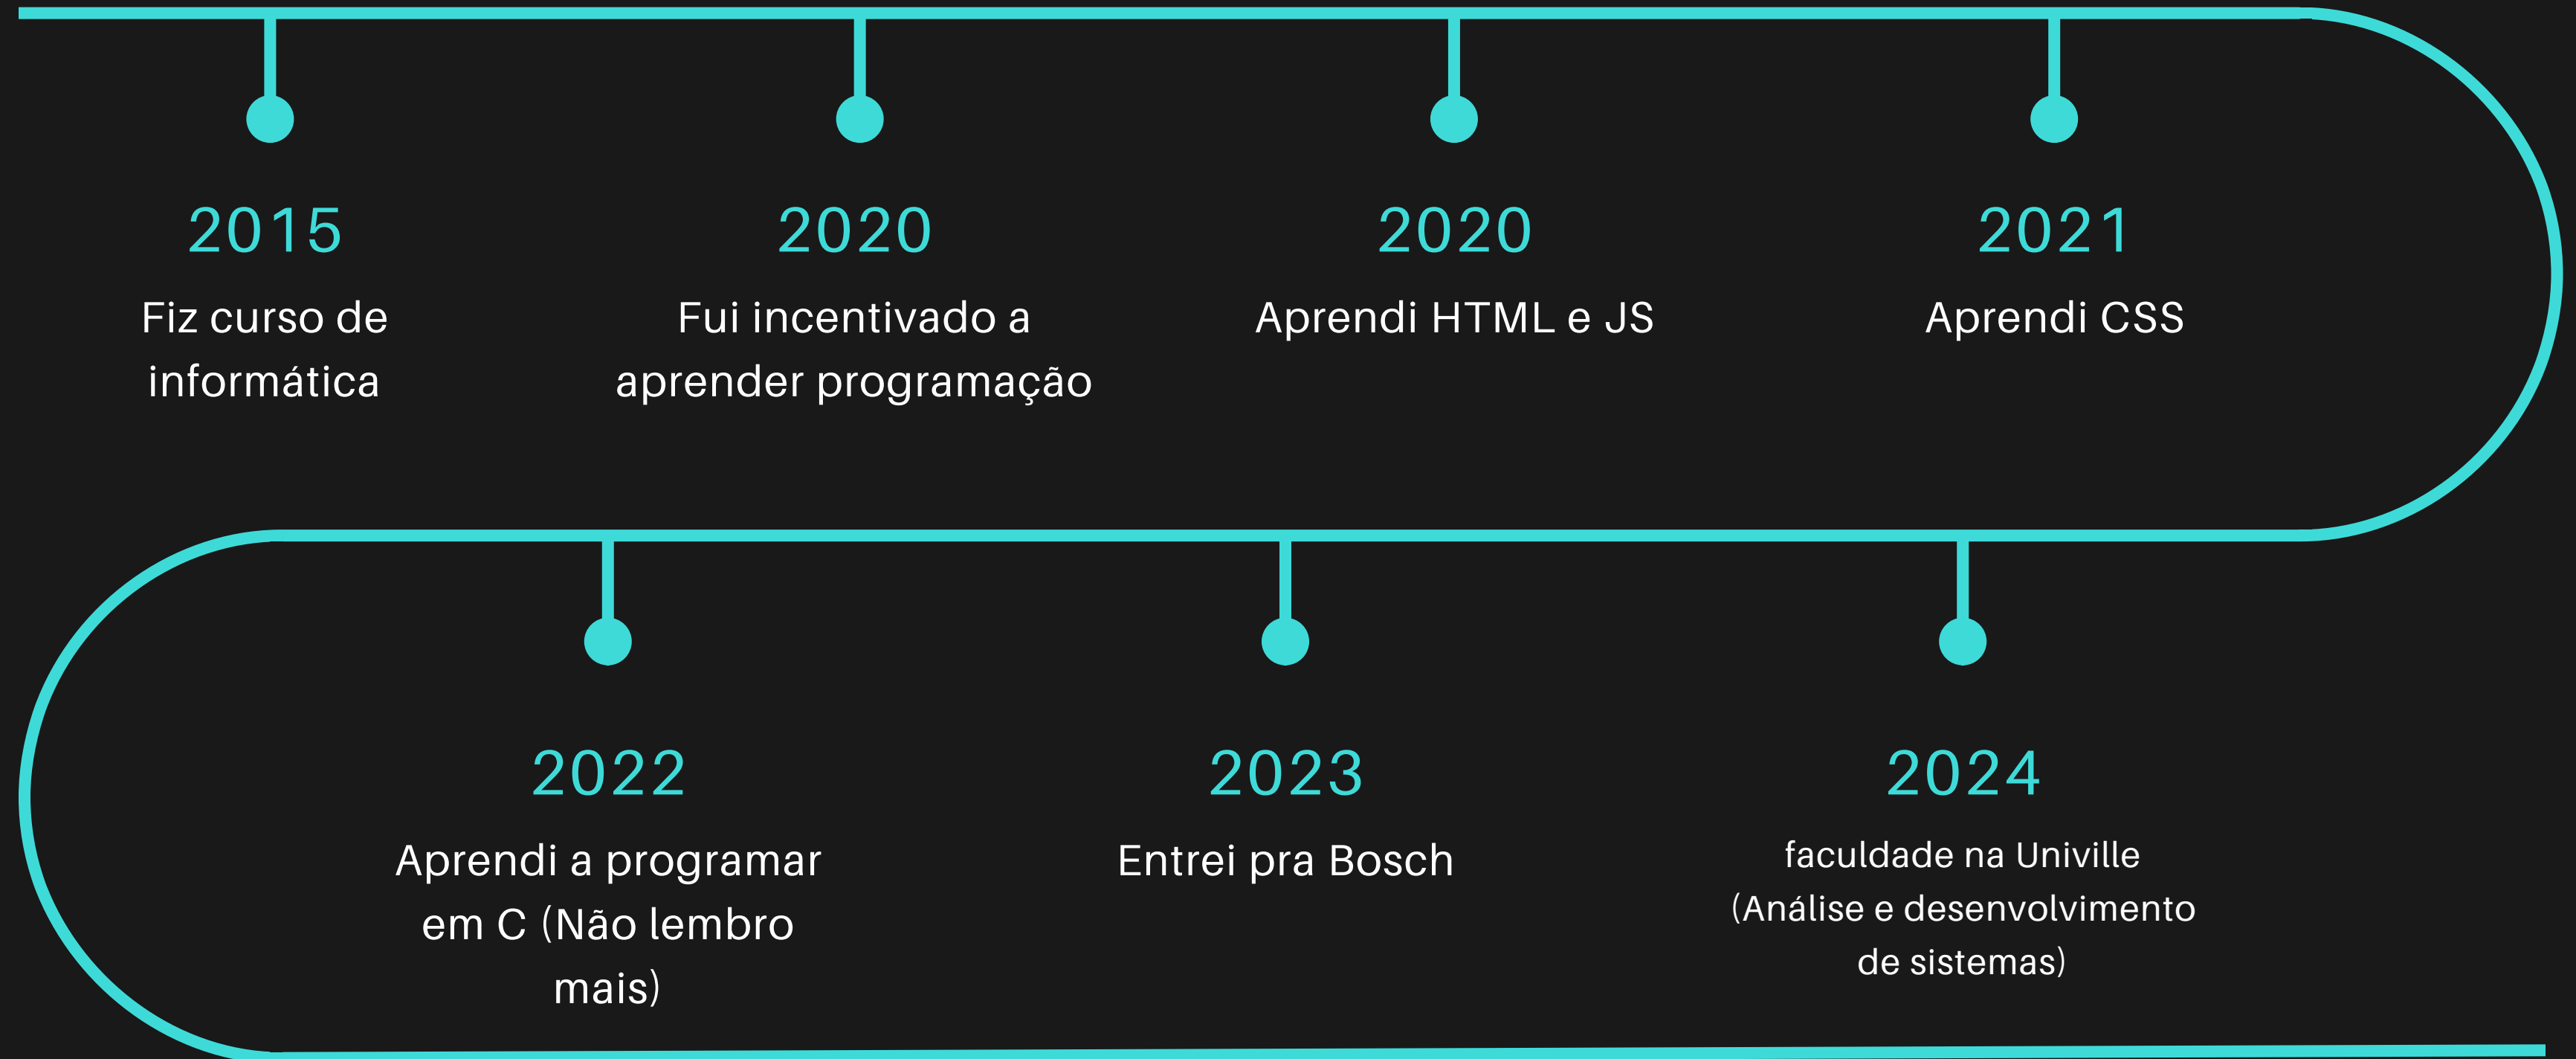 2015
Fiz curso de
informática
2020
Fui incentivado a
aprender programação
2020
Aprendi HTML e JS
2021
Aprendi CSS
2022
Aprendi a programar
em C (Não lembro
mais)
2023
Entrei pra Bosch
2024
faculdade na Univille
(Análise e desenvolvimento
de sistemas)